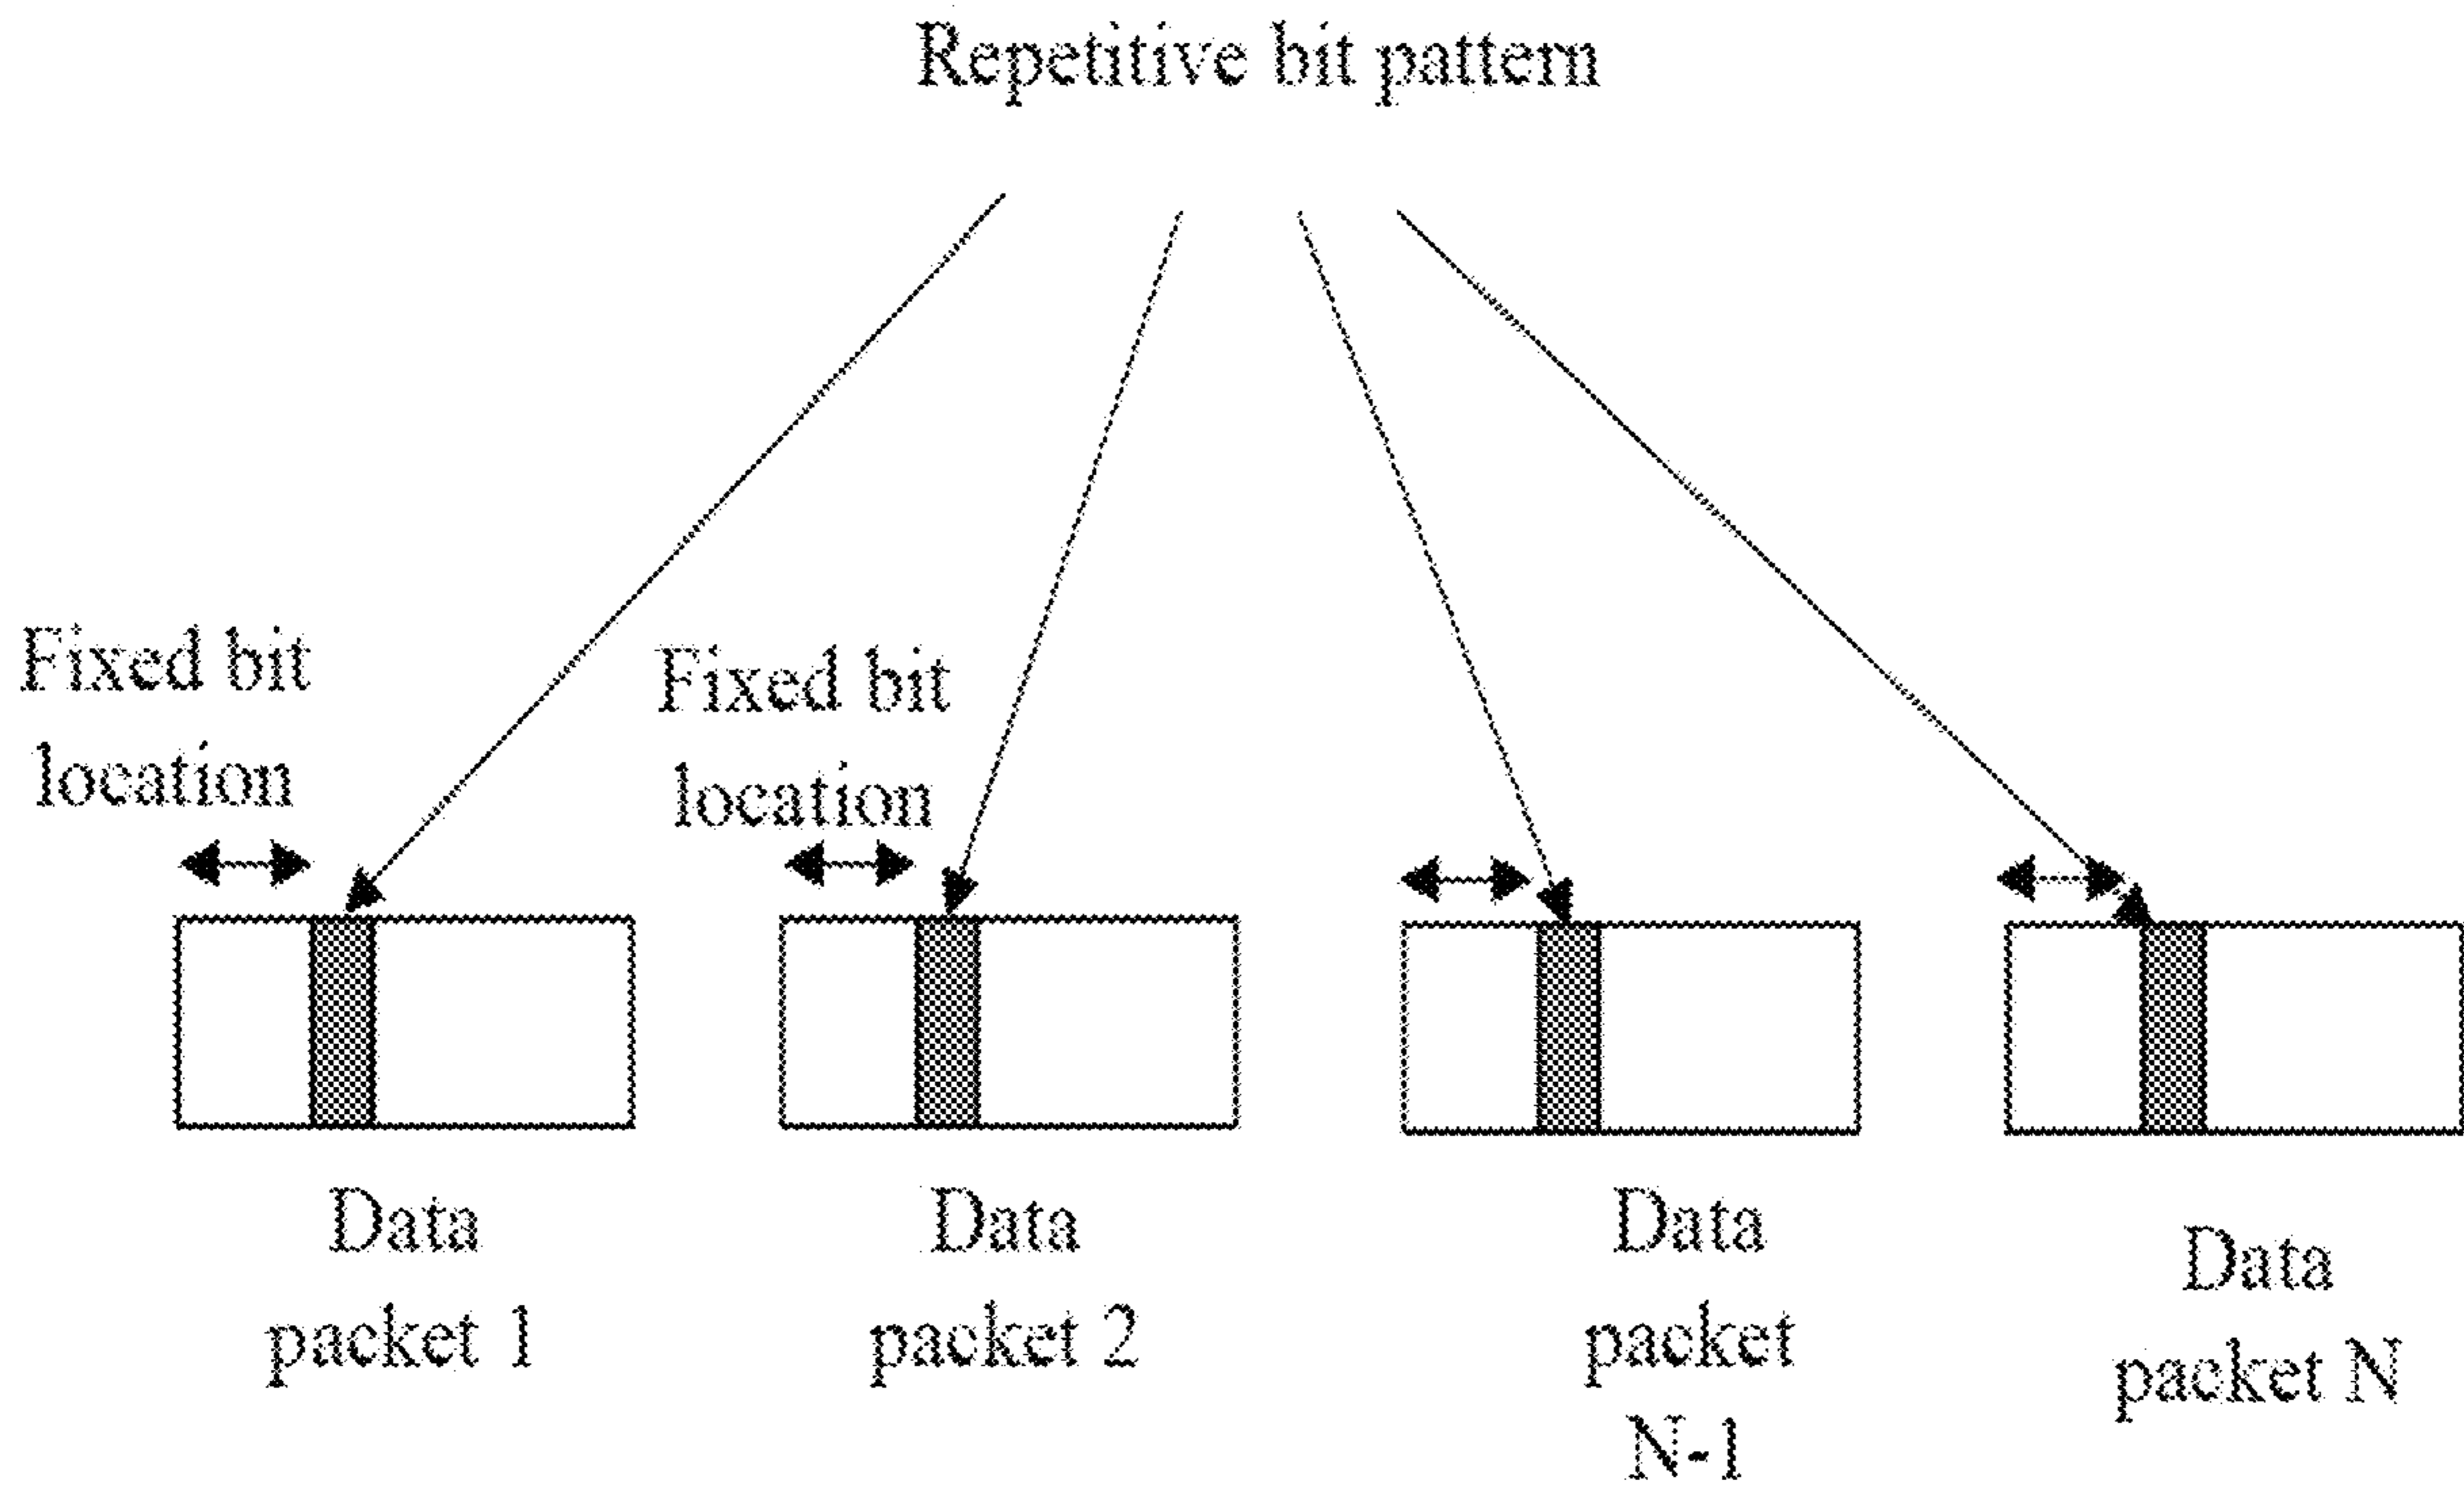 Repetitive bit pattern
Fixed bit
location
Fixed bit
location
Data
packet 1
Data
packet 2
Data
packet
N-1
Data
packet N